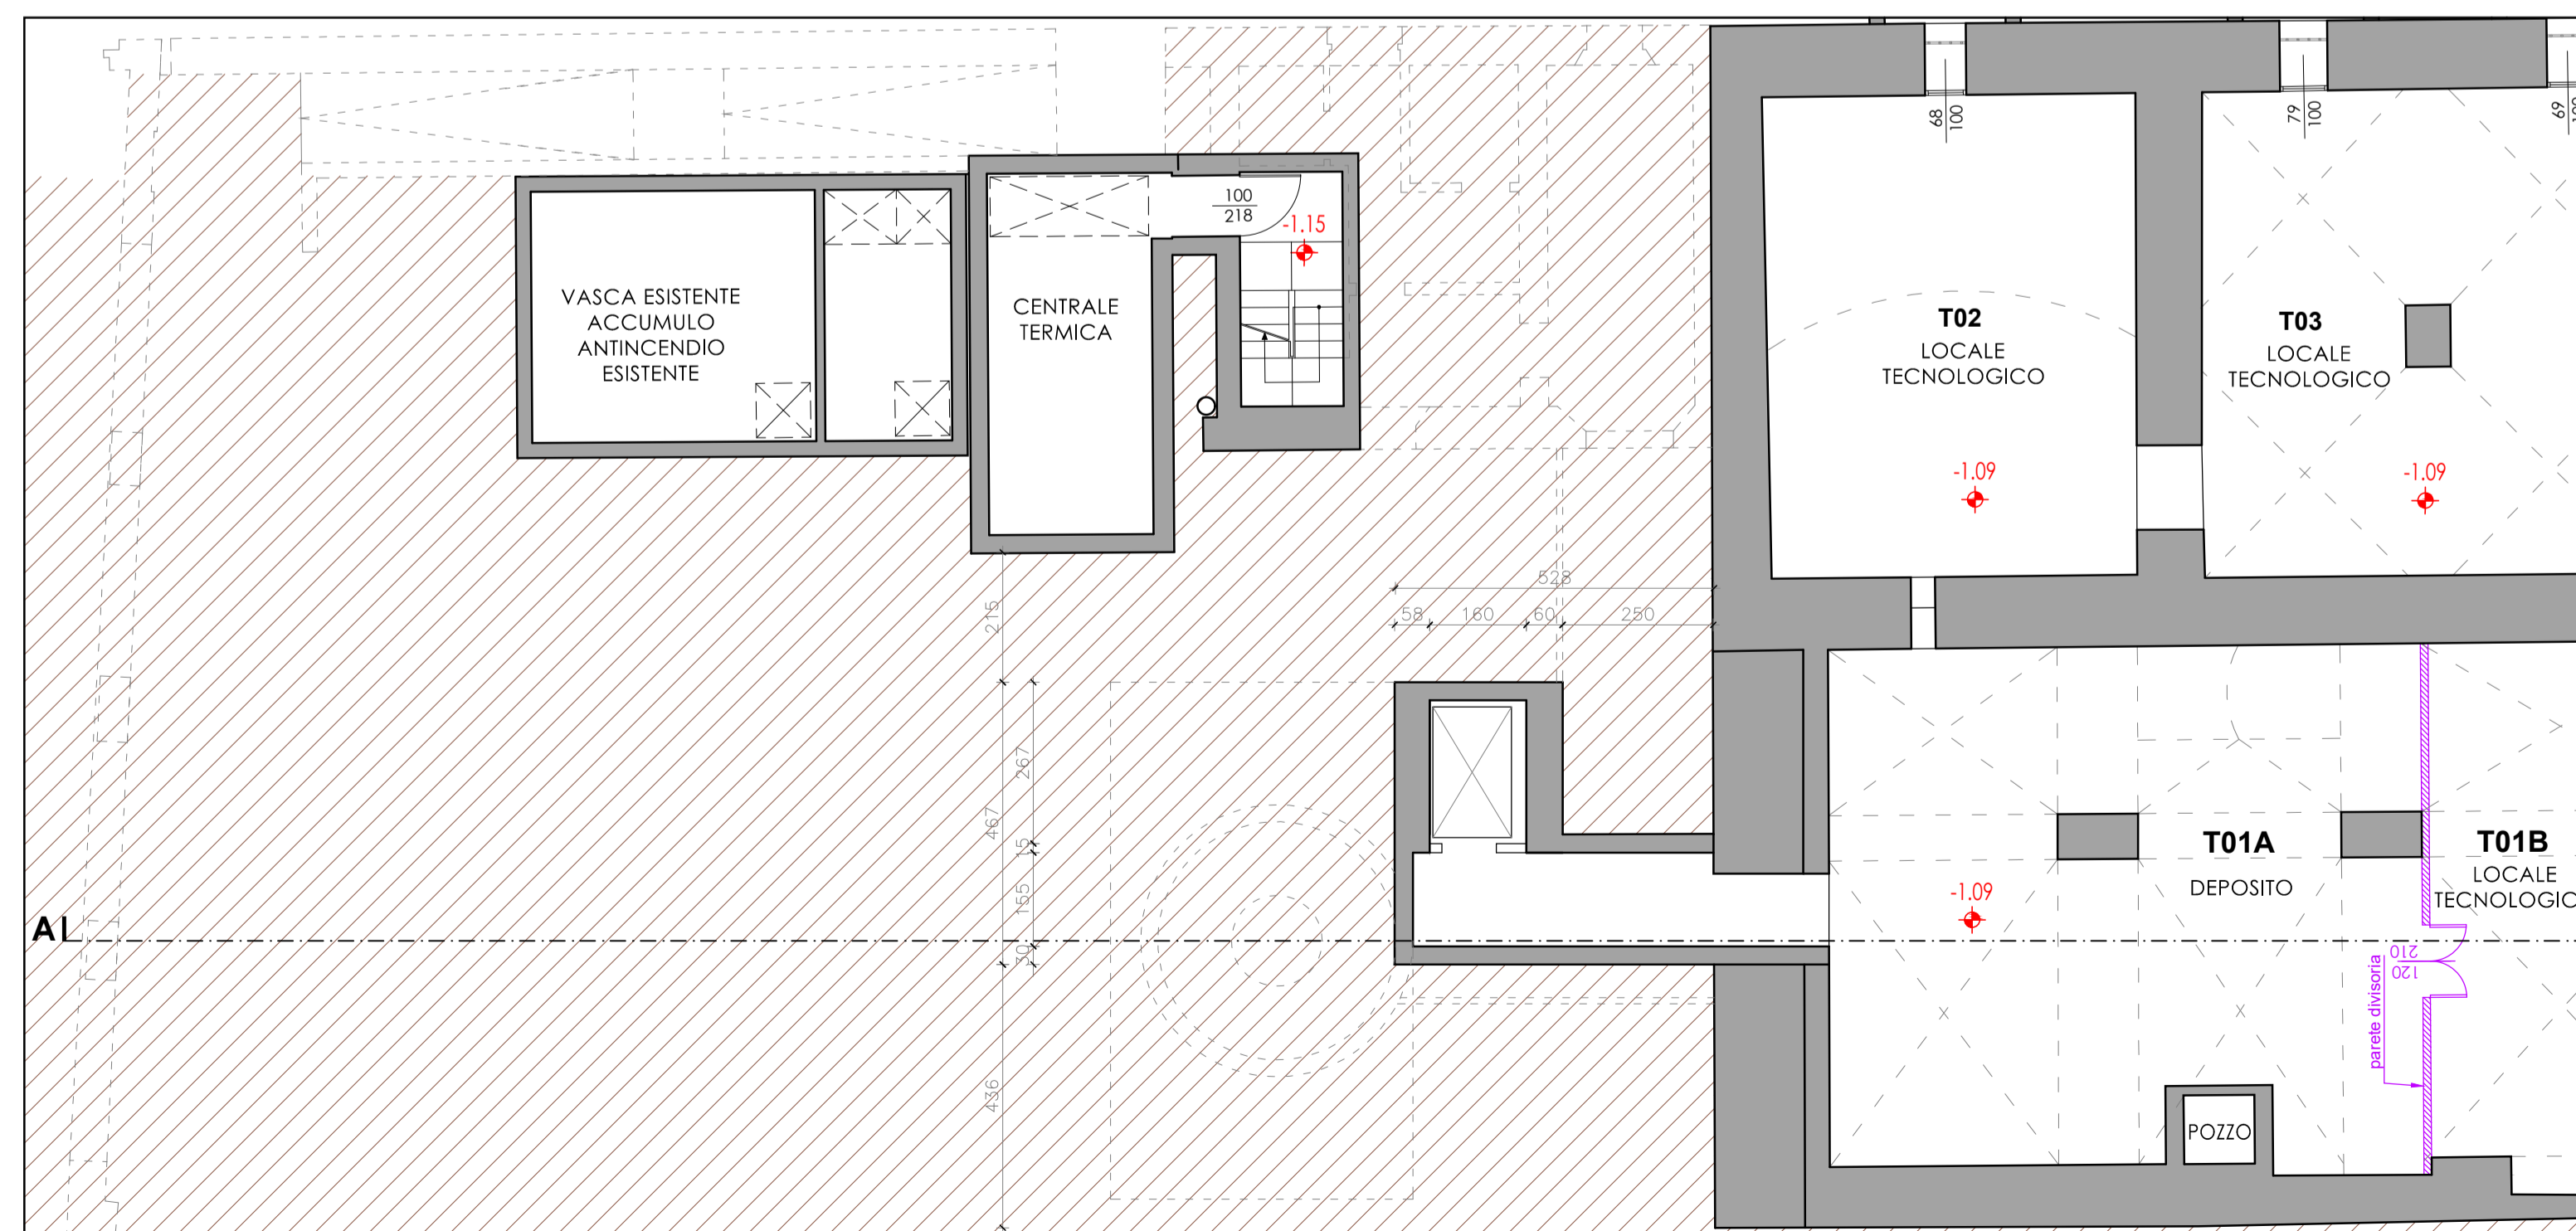 68
100
79
100
69
100
218
-1.15
VASCA ESISTENTE
ACCUMULO
ANTINCENDIO
ESISTENTE
CENTRALE
TERMICA
T02
LOCALE
TECNOLOGICO
T03
LOCALE
TECNOLOGICO
-1.09
-1.09
528
58
160
60
250
215
267
467
15
155
30
436
T01A
DEPOSITO
T01B
LOCALE
TECNOLOGIC
-1.09
AI
210
120
parete divisoria
POZZO